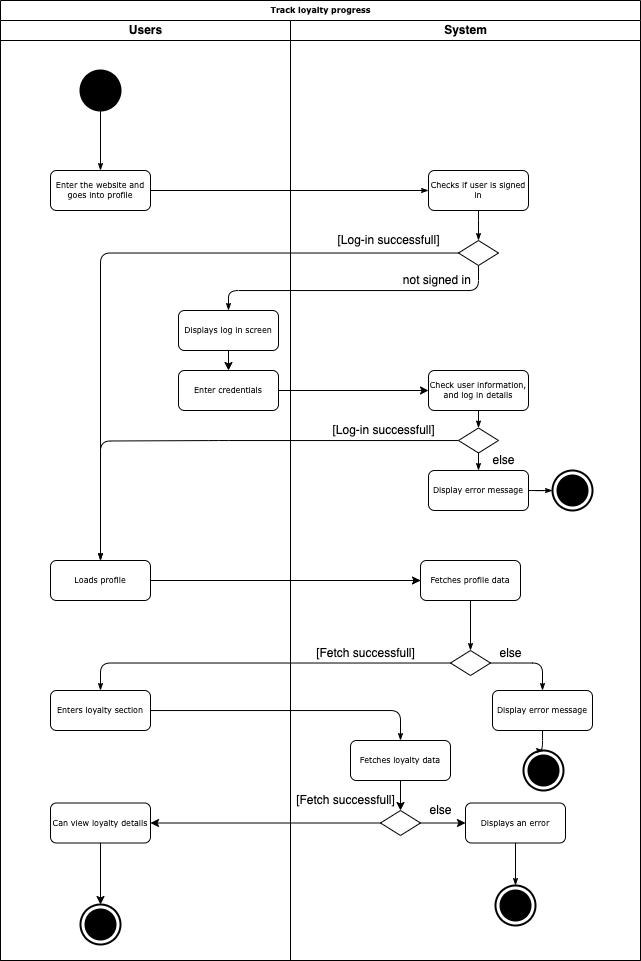 Track loyalty progress
Users
System
Enter the website and
goes into profile
Checks if user is signed
in
[Log-in successfull]
not signed in
Displays log in screen
Enter credentials
Check user information,
and log in details
[Log-in successfull]
else
Display error message
Loads profile
Fetches profile data
[Fetch successfull]
else
Enters loyalty section
Display error message
Fetches loyalty data
[Fetch successfull]
else
Can view loyalty details
Displays an error